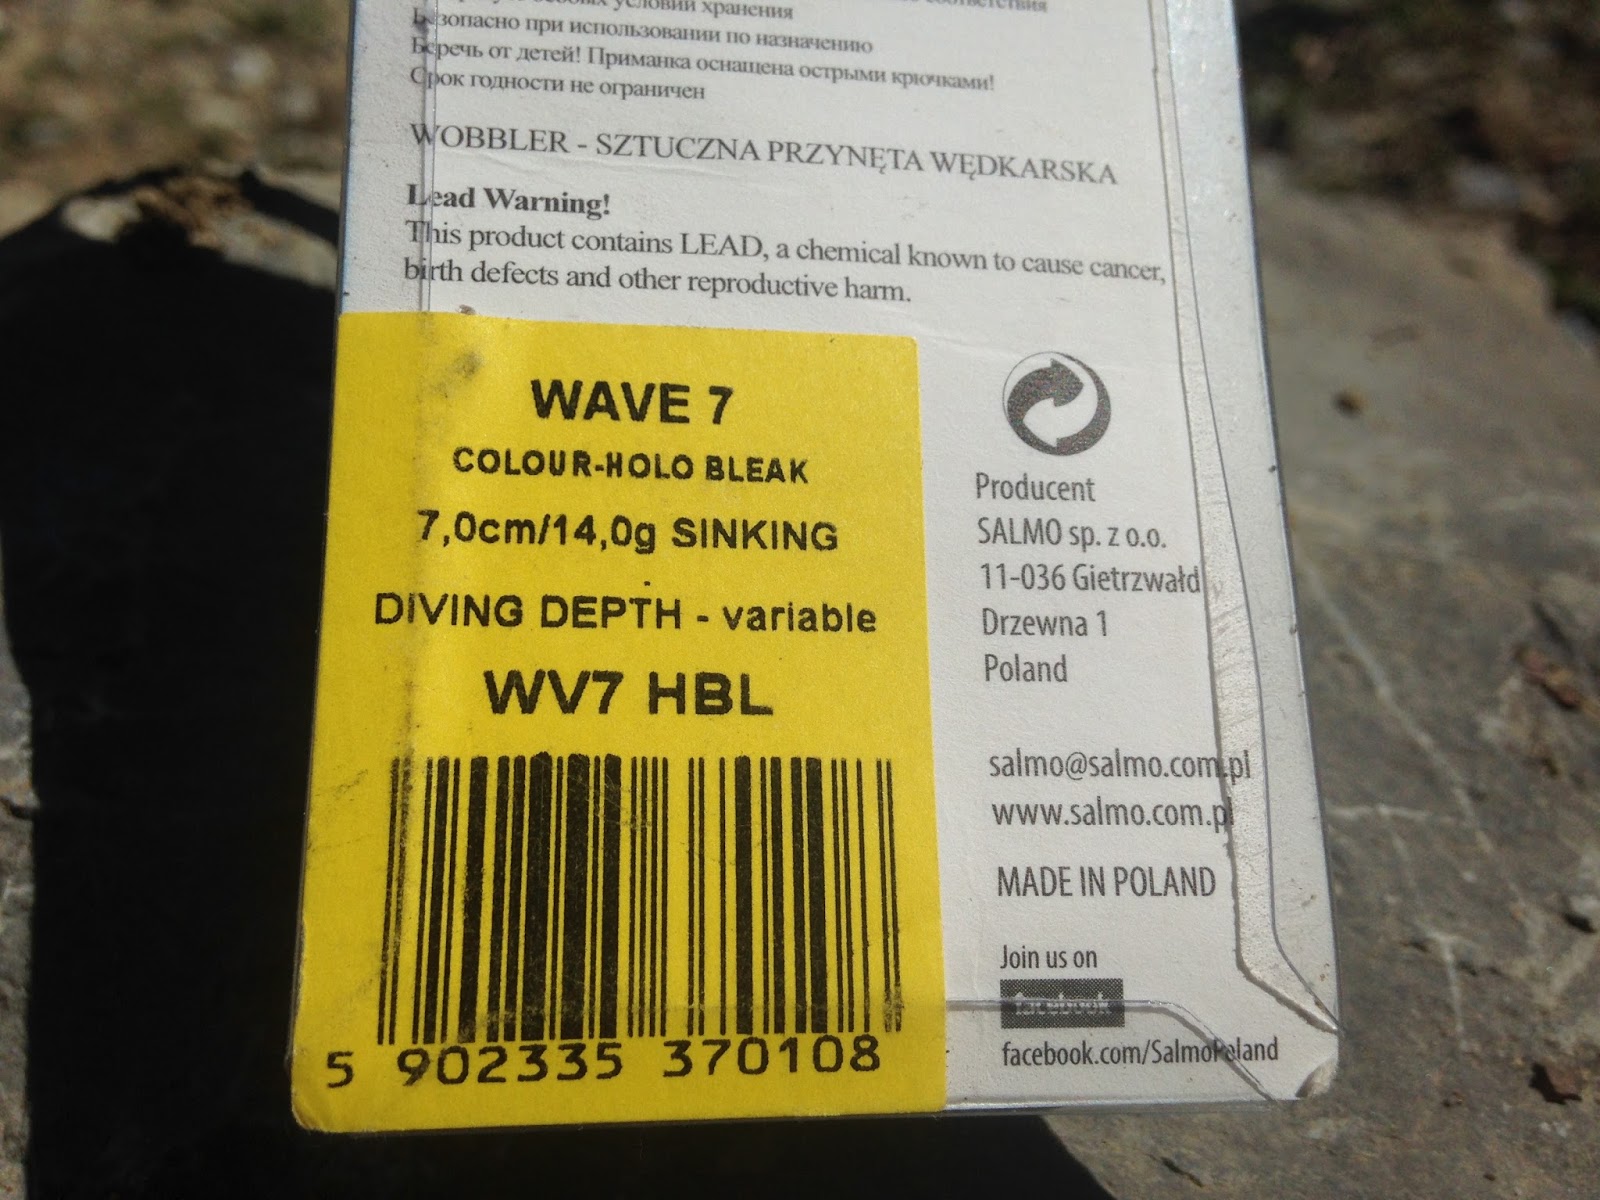 условий хранения
Безопасно при использовании по назначению
Беречь от детей! Приманка оснащена острыми крючками!
Срок годности не ограничен
WOBBLER - SZTUCZNA PRZYNĘTA WĘDKARSKA
Lead Warning!
This product contains LEAD, a chemical known to cause cancer,
birth defects and other reproductive harm.
WAVE 7
COLOUR-HOLO BLEAK
7,0cm/14,0g SINKING
DIVING DEPTH - variable
WV7 HBL
5 902335 370108
Producent
SALMO sp. z o.o.
11-036 Gietrzwałd
Drzewna 1
Poland
salmo@salmo.com.pl
www.salmo.com.pl
MADE IN POLAND
Join us on
facebook
facebook.com/SalmoPoland